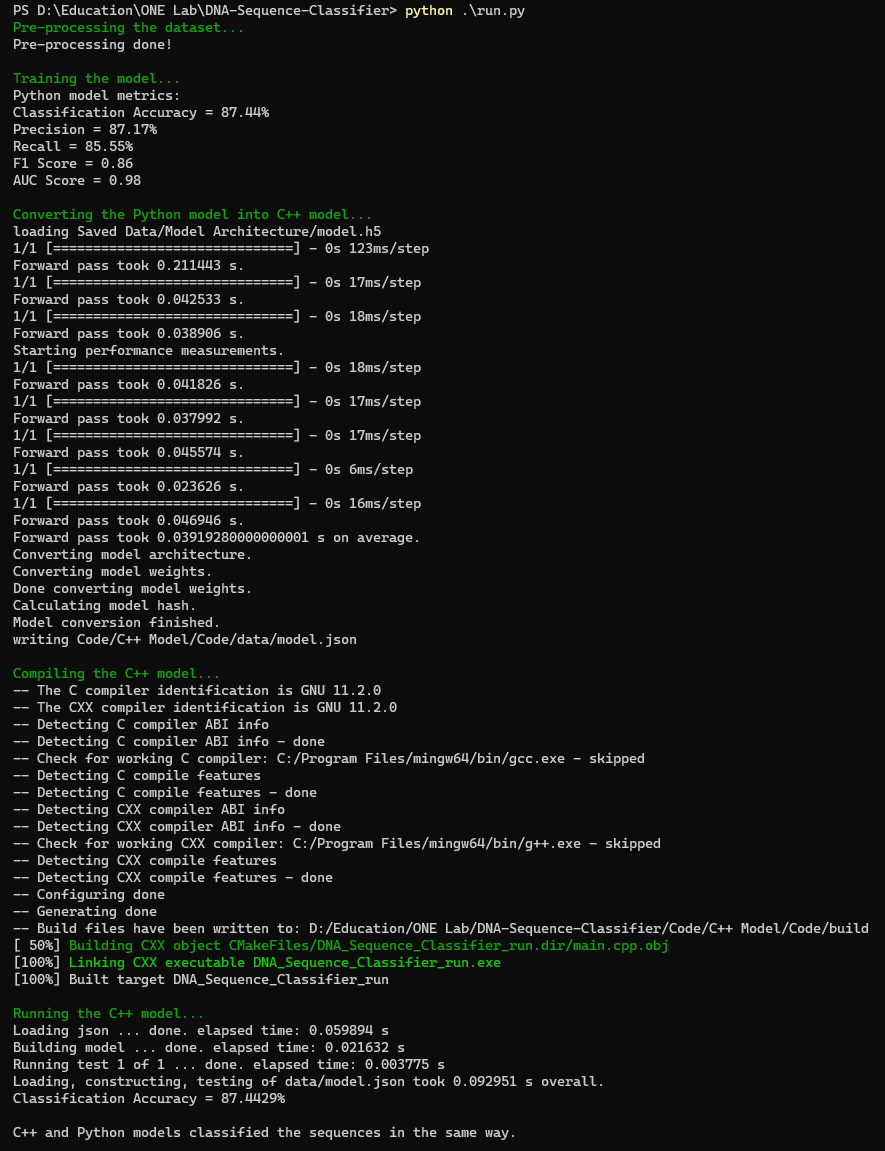 PS D:\Education\ONE Lab\DNA-Sequence-Classifier> python .\run.py
Pre-processing the dataset...
Pre-processing done!
Training the model...
Python model metrics:
Classification Accuracy = 87.44%
Precision = 87.17%
Recall = 85.55%
F1 Score = 0.86
AUC Score = 0.98
Converting the Python model into C++ model...
loading Saved Data/Model Architecture/model.h5
1/1 [==============================] - 0s 123ms/step
Forward pass took 0.211443 s.
1/1 [==============================] - 0s 17ms/step
Forward pass took 0.042533 s.
1/1 [==============================] - 0s 18ms/step
Forward pass took 0.038906 s.
Starting performance measurements.
1/1 [==============================] - 0s 18ms/step
Forward pass took 0.041826 s.
1/1 [==============================] - 0s 17ms/step
Forward pass took 0.037992 s.
1/1 [==============================] - 0s 17ms/step
Forward pass took 0.045574 s.
1/1 [==============================] - 0s 6ms/step
Forward pass took 0.023626 s.
1/1 [==============================] - 0s 16ms/step
Forward pass took 0.046946 s.
Forward pass took 0.03919280000000001 s on average.
Converting model architecture.
Converting model weights.
Done converting model weights.
Calculating model hash.
Model conversion finished.
writing Code/C++ Model/Code/data/model.json
Compiling the C++ model...
-- The C compiler identification is GNU 11.2.0
-- The CXX compiler identification is GNU 11.2.0
-- Detecting C compiler ABI info
-- Detecting C compiler ABI info - done
-- Check for working C compiler: C:/Program Files/mingw64/bin/gcc.exe - skipped
-- Detecting C compile features
-- Detecting C compile features - done
-- Detecting CXX compiler ABI info
-- Detecting CXX compiler ABI info - done
-- Check for working CXX compiler: C:/Program Files/mingw64/bin/g++.exe - skipped
-- Detecting CXX compile features
-- Detecting CXX compile features - done
-- Configuring done
-- Generating done
-- Build files have been written to: D:/Education/ONE Lab/DNA-Sequence-Classifier/Code/C++ Model/Code/build
[ 50%] Building CXX object CMakeFiles/DNA_Sequence_Classifier_run.dir/main.cpp.obj
[100%] Linking CXX executable DNA_Sequence_Classifier_run.exe
[100%] Built target DNA_Sequence_Classifier_run
Running the C++ model...
Loading json ... done. elapsed time: 0.059894 s
Building model ... done. elapsed time: 0.021632 s
Running test 1 of 1 ... done. elapsed time: 0.003775 s
Loading, constructing, testing of data/model.json took 0.092951 s overall.
Classification Accuracy = 87.4429%
C++ and Python models classified the sequences in the same way.